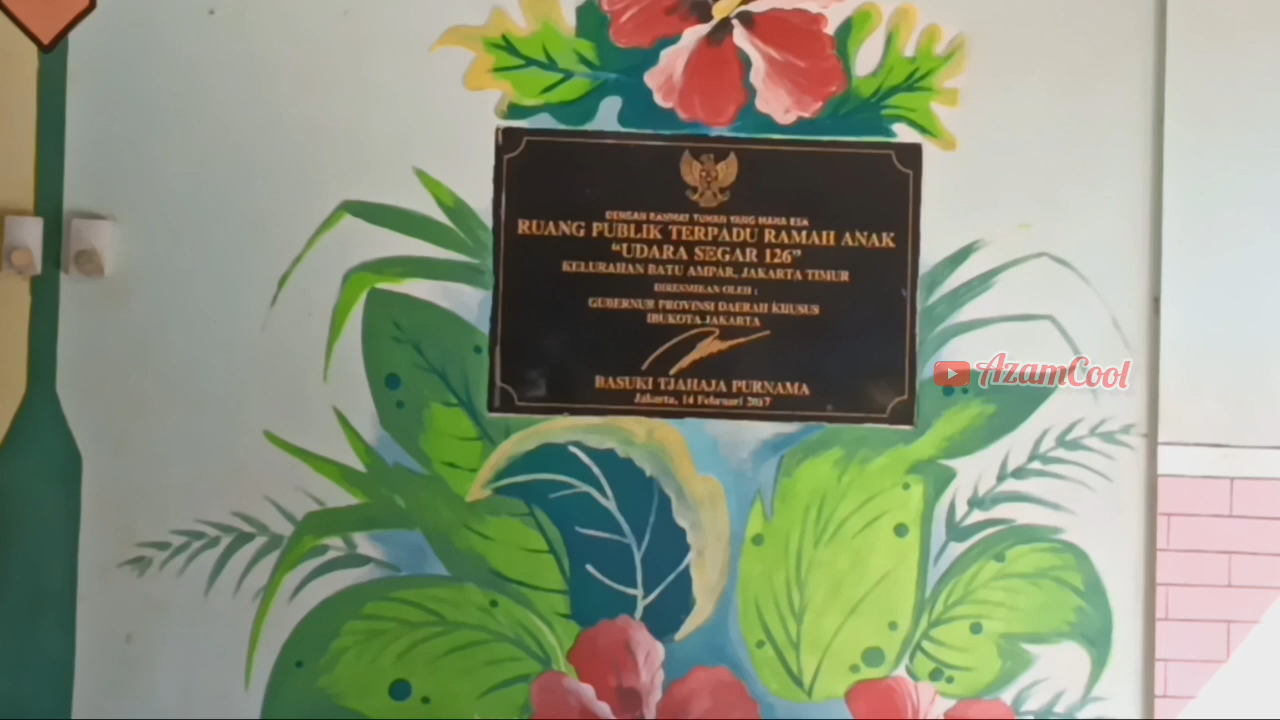 DENGAN RAHMAT TUHAN YANG MAHA ESA
RUANG PUBLIK TERPADU RAMAH ANAK
“UDARA SEGAR 126”
KELURAHAN BATU AMPAR, JAKARTA TIMUR
DIRESMIKAN OLEH :
GUBERNUR PROVINSI DAERAH KHUSUS
IBUKOTA JAKARTA
BASUKI TJAHAJA PURNAMA
Jakarta, 14 Februari 2017
AzamCool